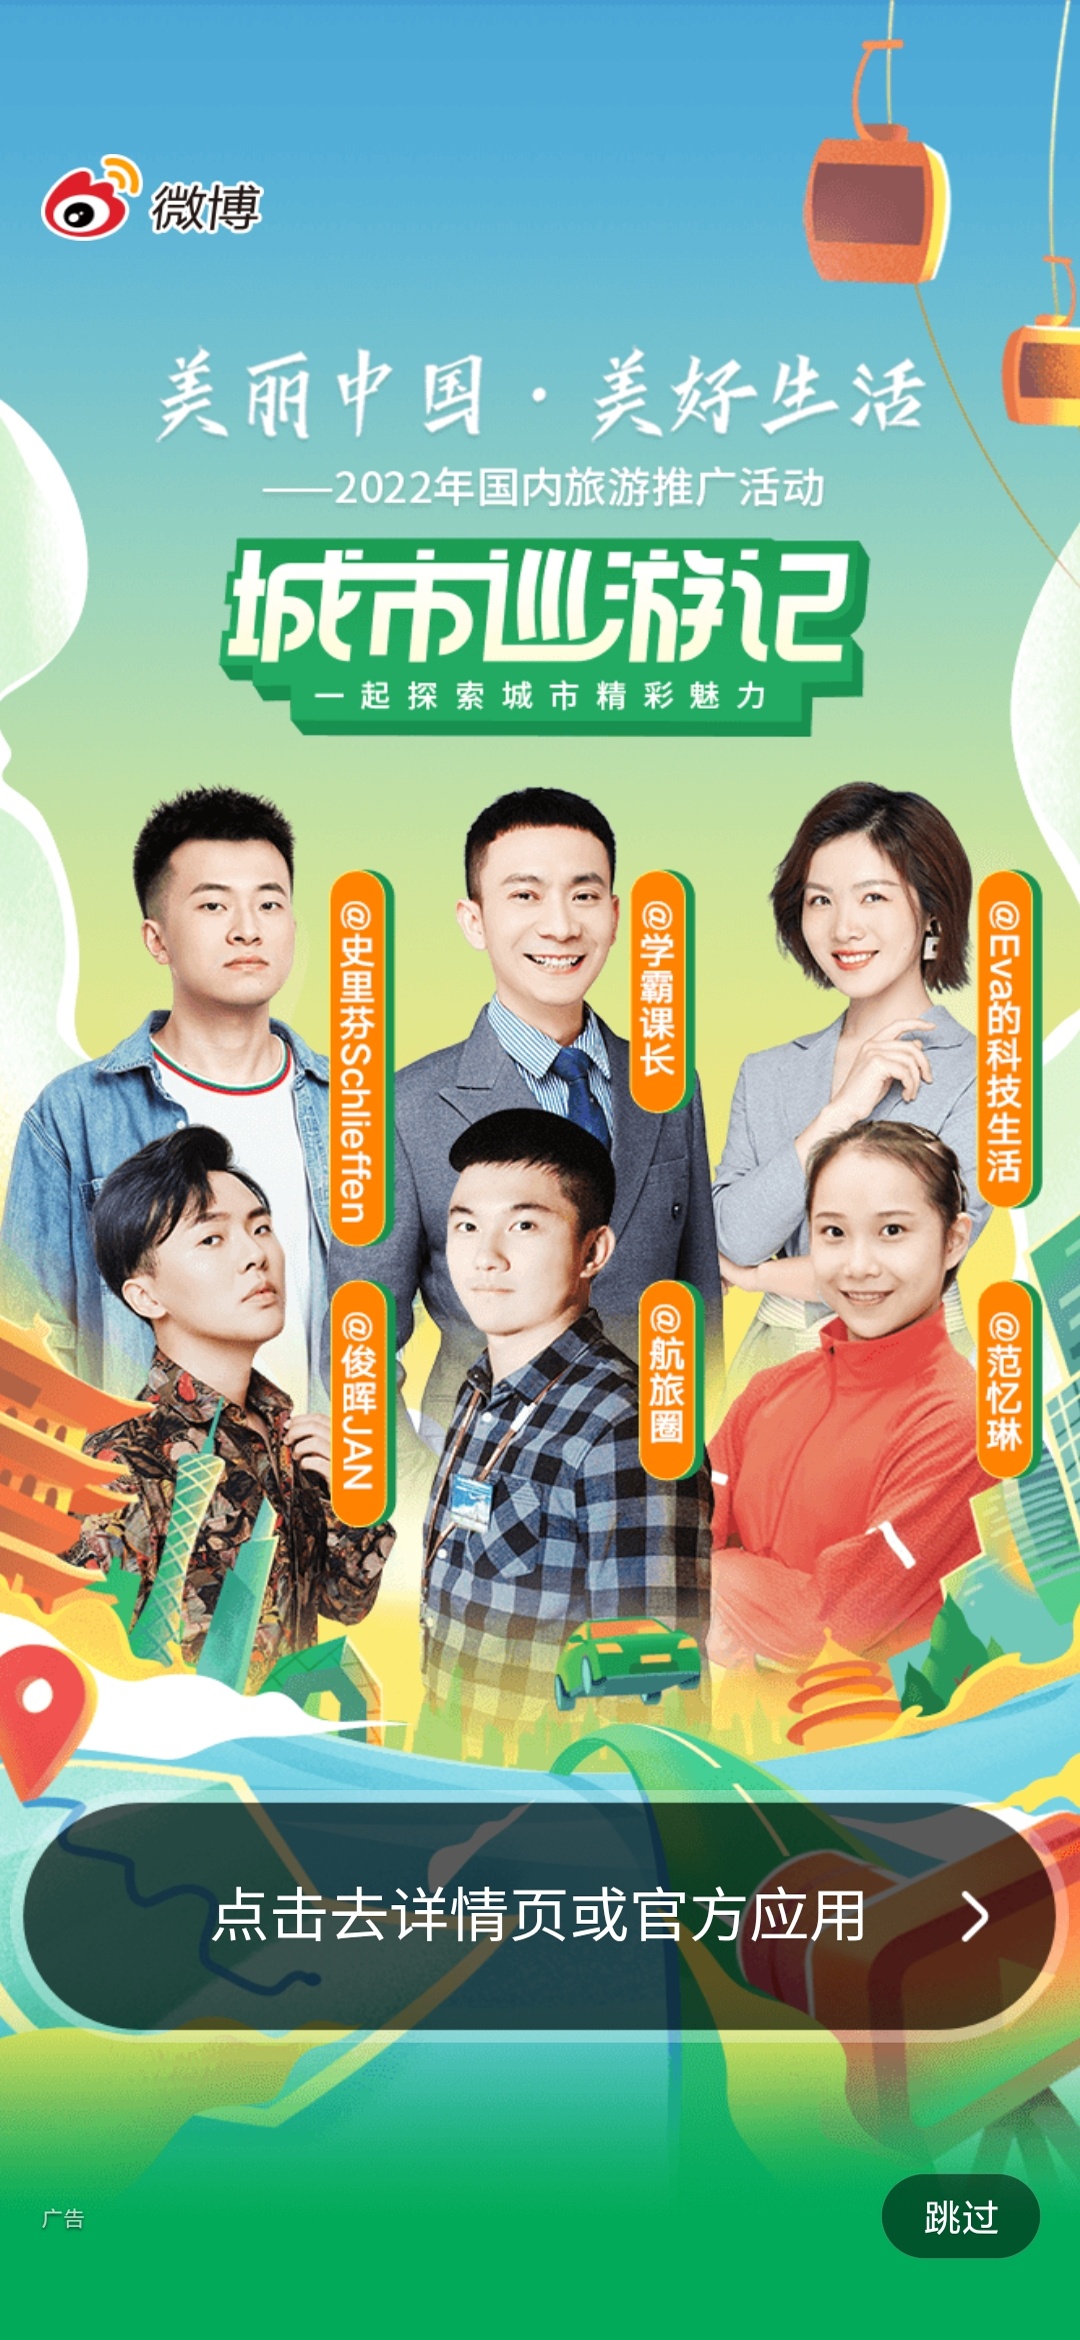 微博
美丽中国·美好生活
——2022年国内旅游推广活动
城市巡游记
一起探索城市精彩魅力
@史里芬Schlieffen
@学霸课长
@Eva的科技生活
@俊晖JAN
@航旅圈
@范忆琳
点击去详情页或官方应用
广告
跳过